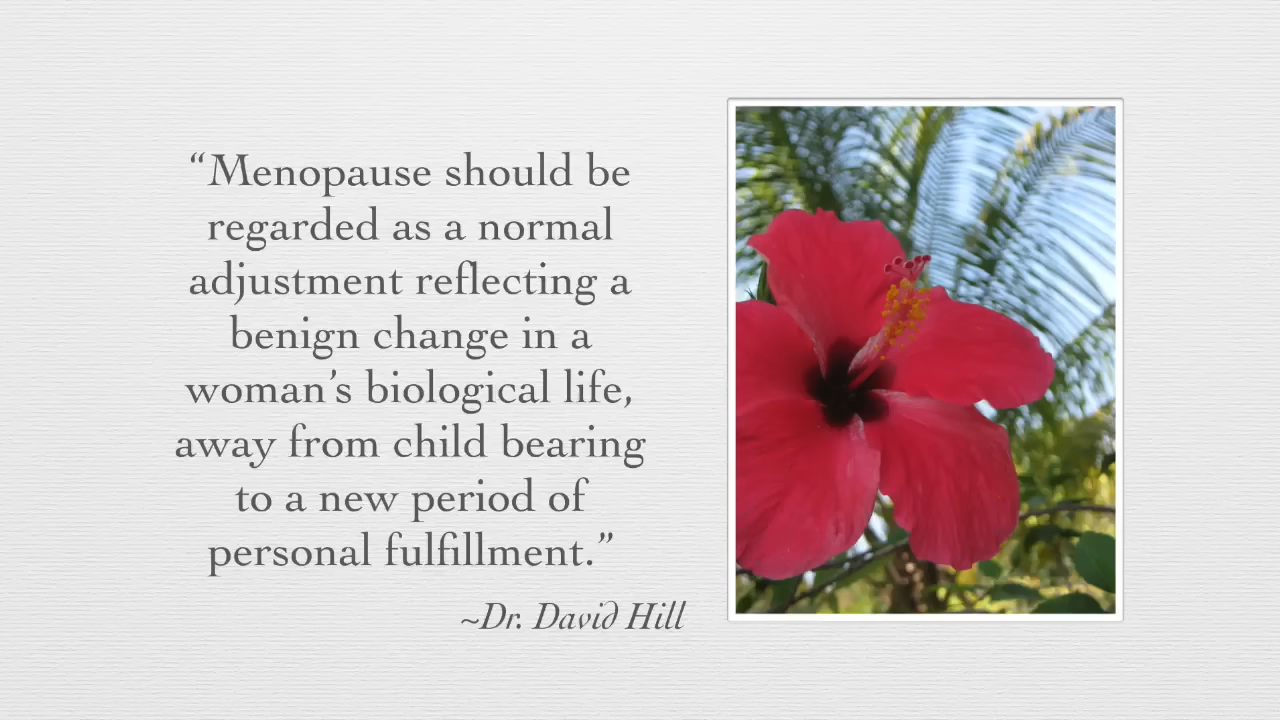 “Menopause should be
regarded as a normal
adjustment reflecting a
benign change in a
woman’s biological life,
away from child bearing
to a new period of
personal fulfillment.”
~Dr. David Hill